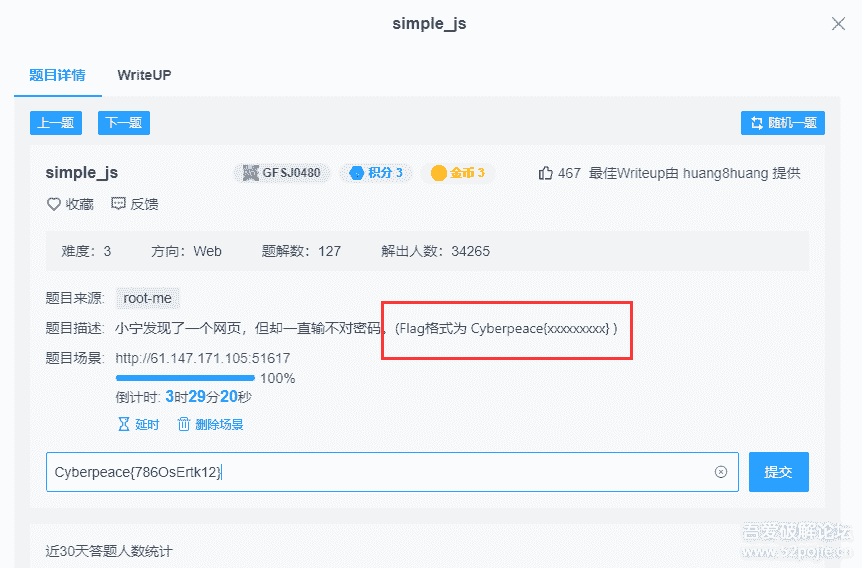 simple_js
题目详情 WriteUP
上一题 下一题 随机一题
simple_js GFSJ0480 积分 3 金币 3 467 最佳Writeup由 huang8huang 提供
收藏 反馈
难度：3 方向：Web 题解数：127 解出人数：34265
题目来源: root-me
题目描述: 小宁发现了一个网页，但却一直输不对密码。(Flag格式为 Cyberpeace{xxxxxxxxx} )
题目场景: http://61.147.171.105:51617
100%
倒计时: 3时29分20秒
延时 删除场景
Cyberpeace{786OsErtk12} 提交
近30天答题人数统计
吾爱破解论坛
www.52pojie.cn